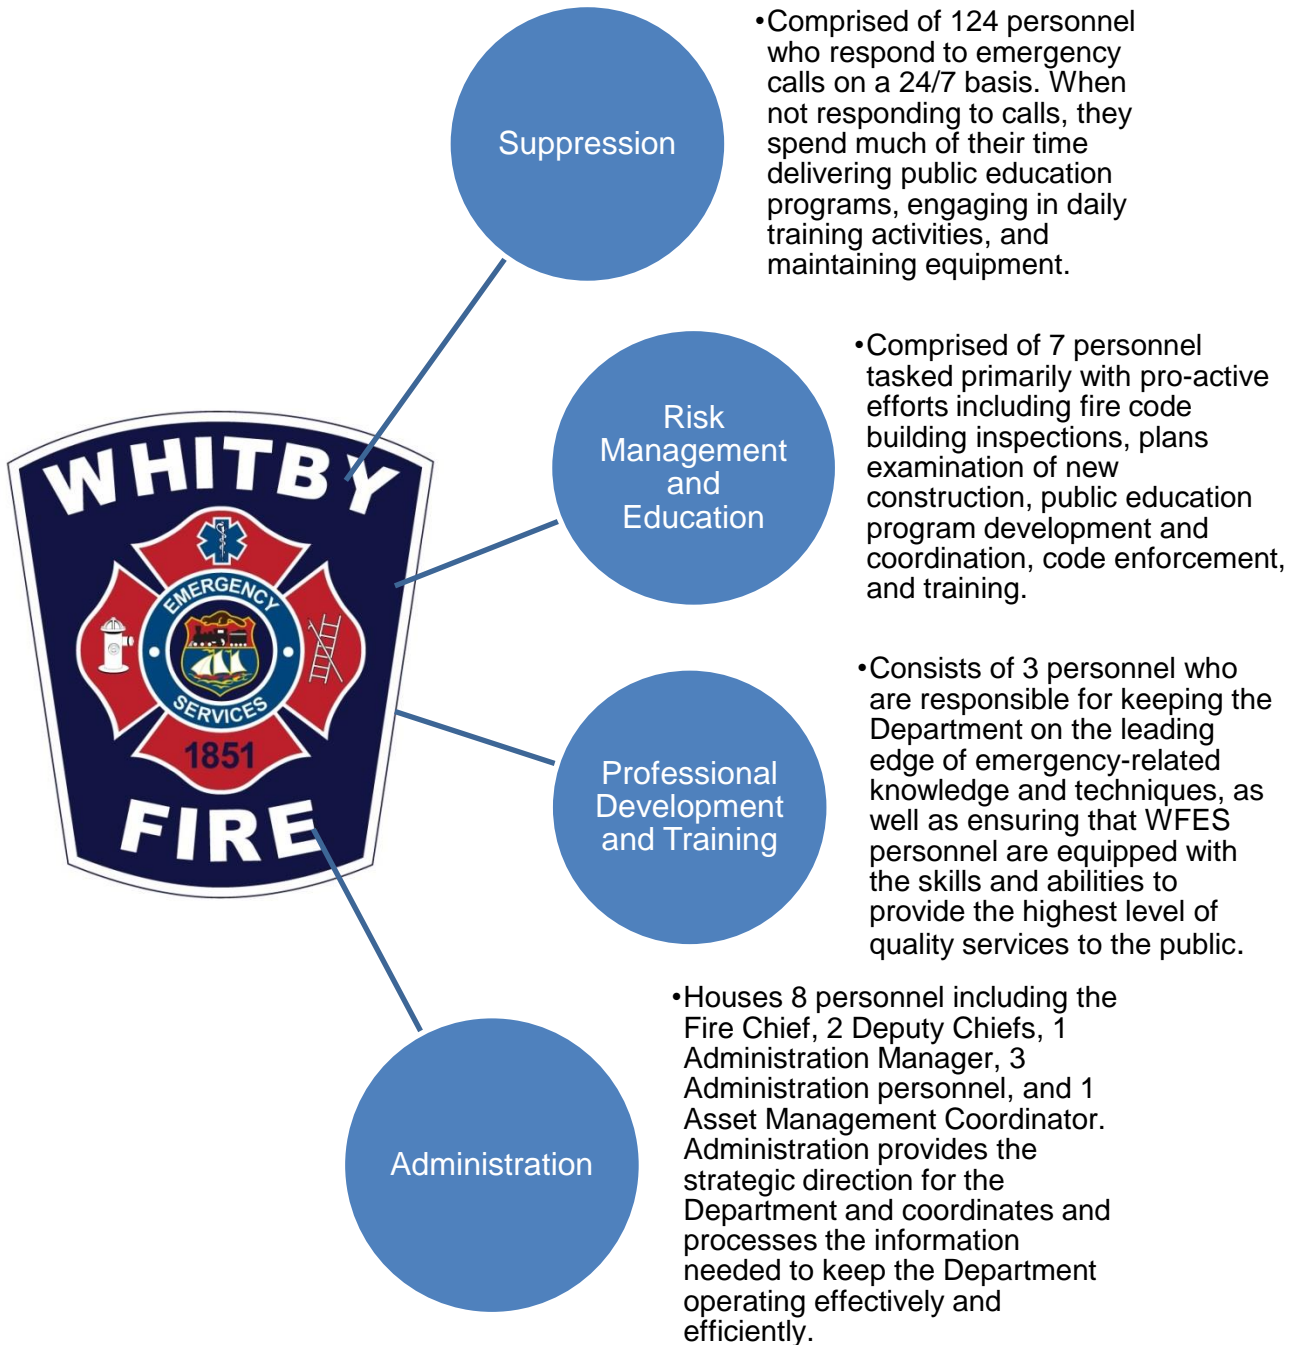 Suppression
•Comprised of 124 personnel
who respond to emergency
calls on a 24/7 basis. When
not responding to calls, they
spend much of their time
delivering public education
programs, engaging in daily
training activities, and
maintaining equipment.
Risk
Management
and
Education
•Comprised of 7 personnel
tasked primarily with pro-active
efforts including fire code
building inspections, plans
examination of new
construction, public education
program development and
coordination, code enforcement,
and training.
WHITBY
EMERGENCY
SERVICES
1851
FIRE
Professional
Development
and Training
•Consists of 3 personnel who
are responsible for keeping the
Department on the leading
edge of emergency-related
knowledge and techniques, as
well as ensuring that WFES
personnel are equipped with
the skills and abilities to
provide the highest level of
quality services to the public.
Administration
•Houses 8 personnel including the
Fire Chief, 2 Deputy Chiefs, 1
Administration Manager, 3
Administration personnel, and 1
Asset Management Coordinator.
Administration provides the
strategic direction for the
Department and coordinates and
processes the information
needed to keep the Department
operating effectively and
efficiently.